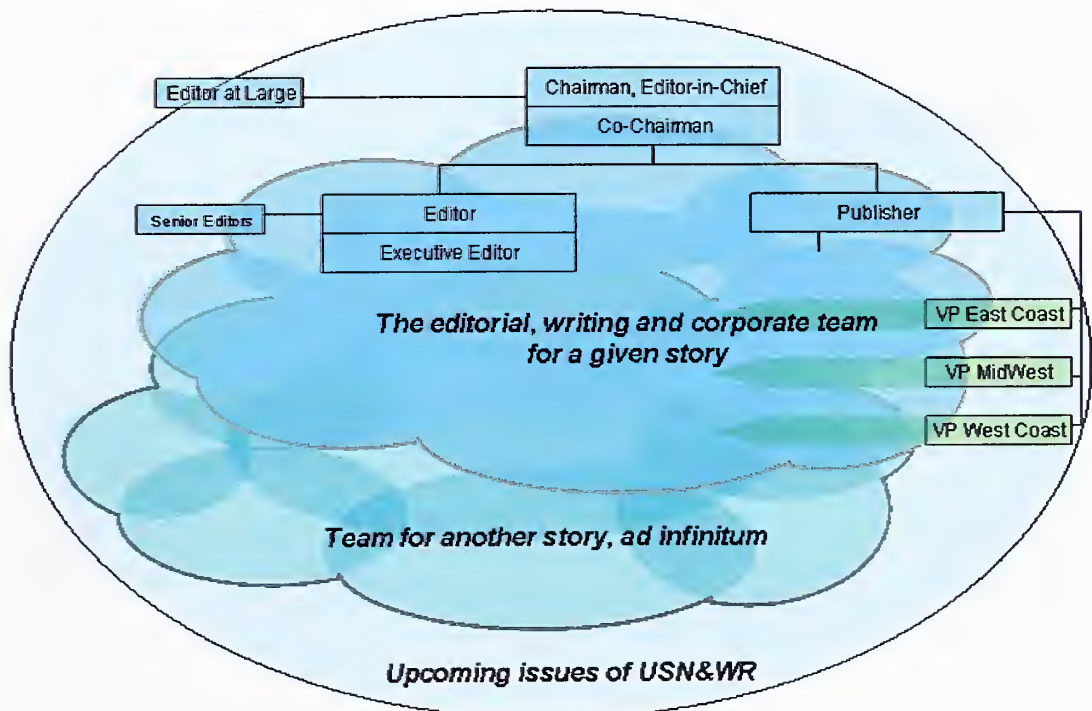 Editor at Large
Chairman, Editor-in-Chief
Co-Chairman
Senior Editors
Editor
Executive Editor
Publisher
The editorial, writing and corporate team
for a given story
VP East Coast
VP MidWest
VP West Coast
Team for another story, ad infinitum
Upcoming issues of USN&WR